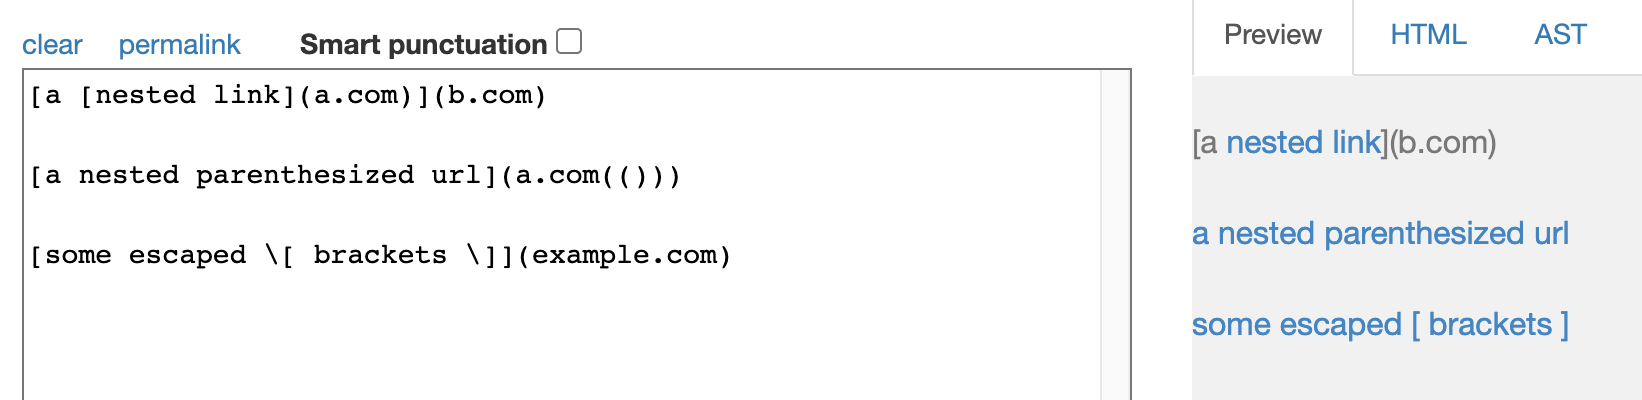 clear permalink Smart punctuation
[a [nested link](a.com)](b.com)
[a nested parenthesized url](a.com(()))
[some escaped \[ brackets \]](example.com)
Preview HTML AST
[a nested link](b.com)
a nested parenthesized url
some escaped [ brackets ]